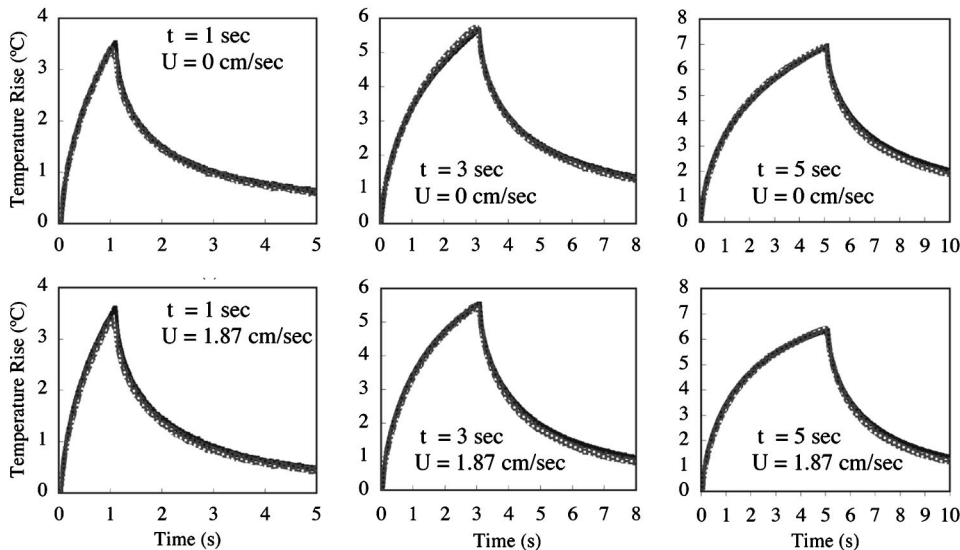 Temperature Rise (ºC)
4
3
2
1
0
t = 1 sec
U = 0 cm/sec
0 1 2 3 4 5
6
5
4
3
2
1
0
t = 3 sec
U = 0 cm/sec
0 1 2 3 4 5 6 7 8
8
7
6
5
4
3
2
1
0
t = 5 sec
U = 0 cm/sec
0 1 2 3 4 5 6 7 8 9 10
Temperature Rise (ºC)
4
3
2
1
0
t = 1 sec
U = 1.87 cm/sec
0 1 2 3 4 5
Time (s)
6
5
4
3
2
1
0
t = 3 sec
U = 1.87 cm/sec
0 1 2 3 4 5 6 7 8
Time (s)
8
7
6
5
4
3
2
1
0
t = 5 sec
U = 1.87 cm/sec
0 1 2 3 4 5 6 7 8 9 10
Time (s)